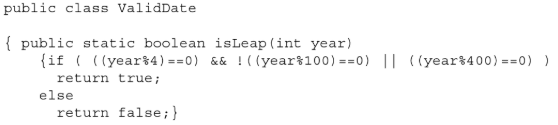 public class ValidDate
{ public static boolean isLeap(int year)
{if ( ((year%4)==0) && !((year%100)==0) || ((year%400)==0) )
return true;
else
return false;}